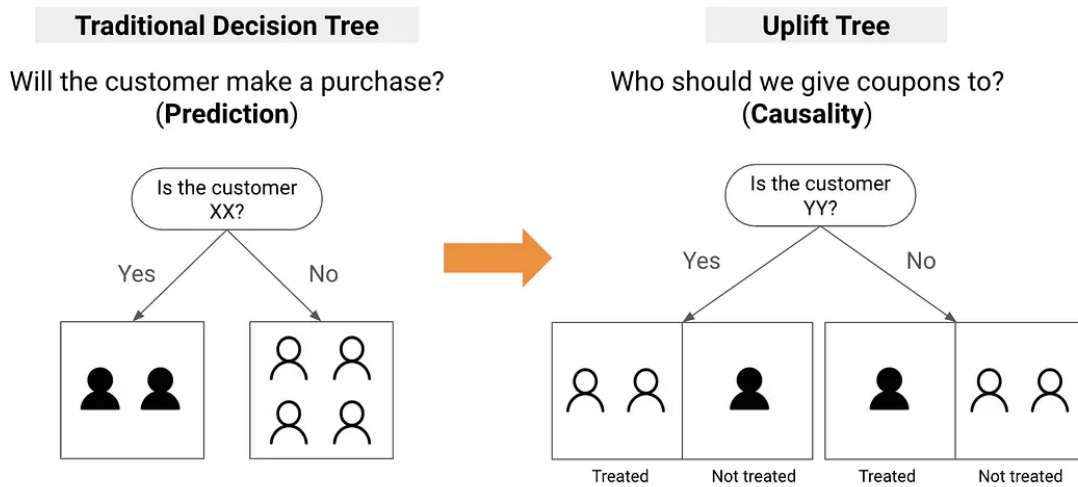 Traditional Decision Tree
Will the customer make a purchase?
(Prediction)
Is the customer
XX?
Yes
No
Uplift Tree
Who should we give coupons to?
(Causality)
Is the customer
YY?
Yes
No
Treated
Not treated
Treated
Not treated